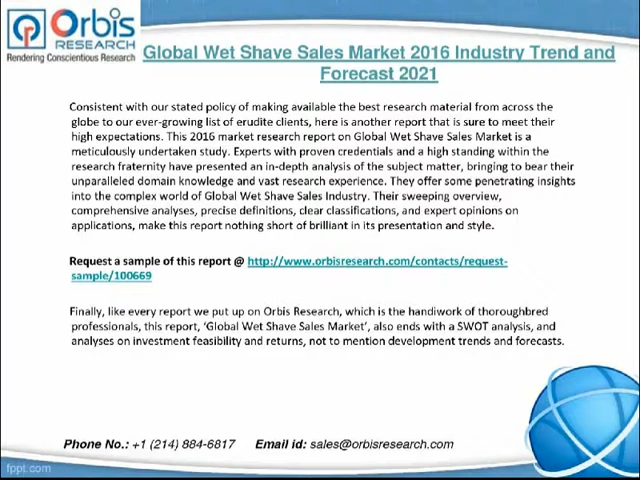 Orbis
RESEARCH
Rendering Conscientious Research
Global Wet Shave Sales Market 2016 Industry Trend and
Forecast 2021
Consistent with our stated policy of making available the best research material from across the
globe to our ever-growing list of erudite clients, here is another report that is sure to meet their
high expectations. This 2016 market research report on Global Wet Shave Sales Market is a
meticulously undertaken study. Experts with proven credentials and a high standing within the
research fraternity have presented an in-depth analysis of the subject matter, bringing to bear their
unparalleled domain knowledge and vast research experience. They offer some penetrating insights
into the complex world of Global Wet Shave Sales Industry. Their sweeping overview,
comprehensive analyses, precise definitions, clear classifications, and expert opinions on
applications, make this report nothing short of brilliant in its presentation and style.
Request a sample of this report @ http://www.orbisresearch.com/contacts/request-
sample/100669
Finally, like every report we put up on Orbis Research, which is the handiwork of thoroughbred
professionals, this report, ‘Global Wet Shave Sales Market’, also ends with a SWOT analysis, and
analyses on investment feasibility and returns, not to mention development trends and forecasts.
Phone No.: +1 (214) 884-6817 Email id: sales@orbisresearch.com
fppt.com